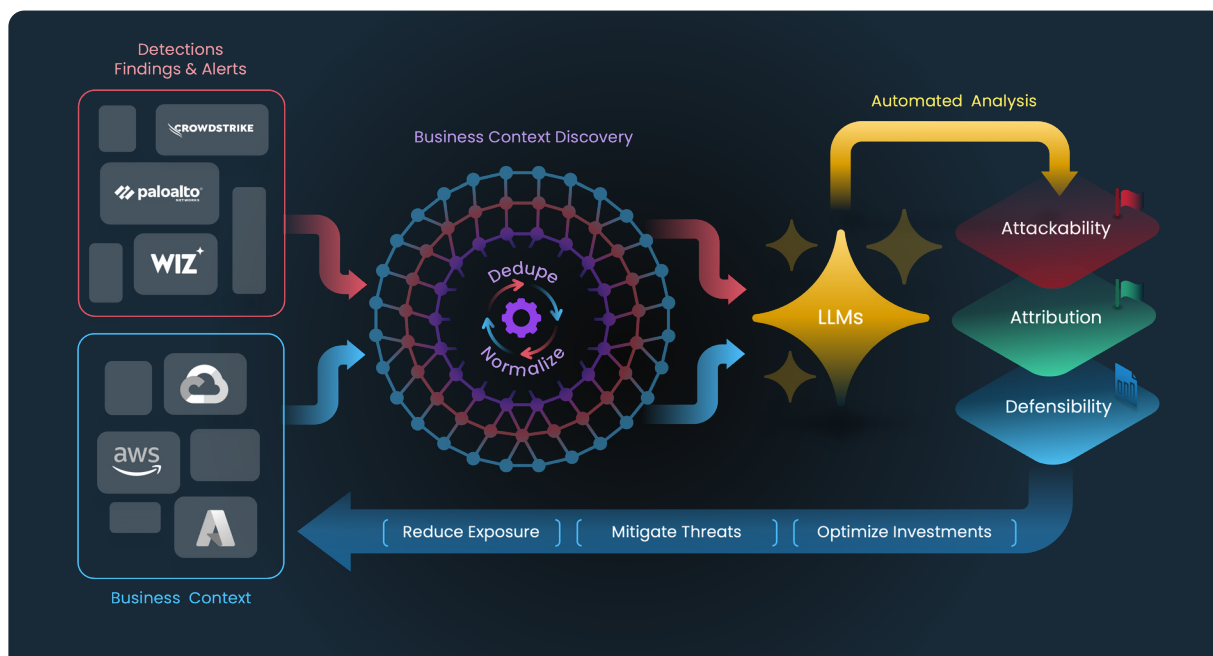 Detections
Findings & Alerts
CROWDSTRIKE
paloalto
NETWORKS
WIZ
aws
Business Context
Business Context Discovery
Dedupe
Normalize
LLMs
Automated Analysis
Attackability
Attribution
Defensibility
Reduce Exposure
Mitigate Threats
Optimize Investments